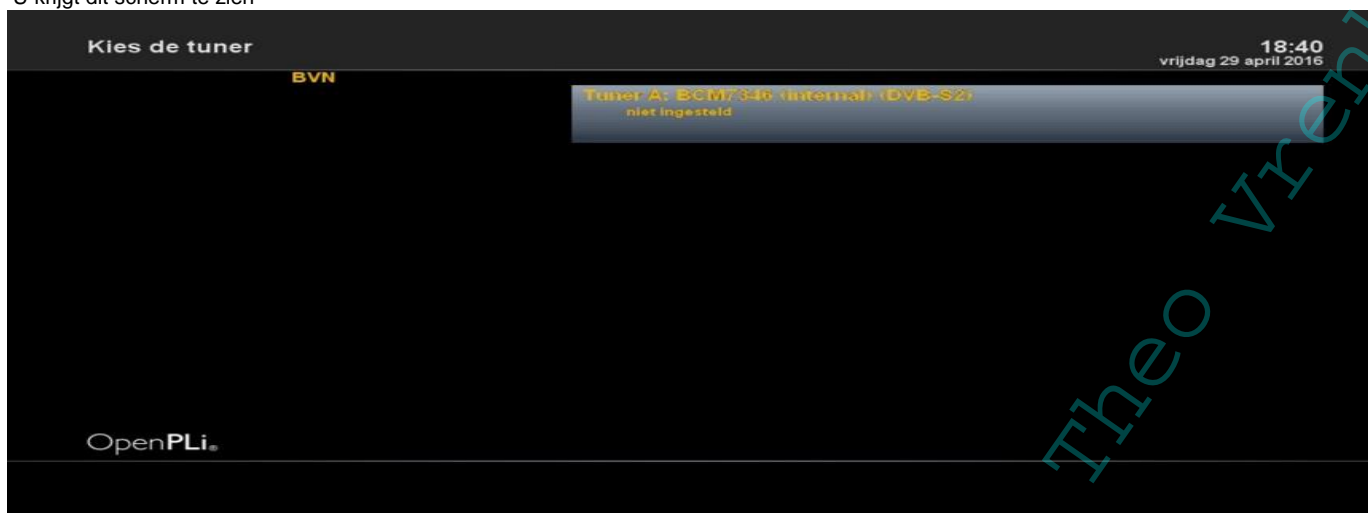 U krijgt dit scherm te zien
Kies de tuner
18:40
vrijdag 29 april 2016
BVN
Tuner A: BCM7346 (internal) (DVB-S2)
niet ingesteld
OpenPLi®
Theo